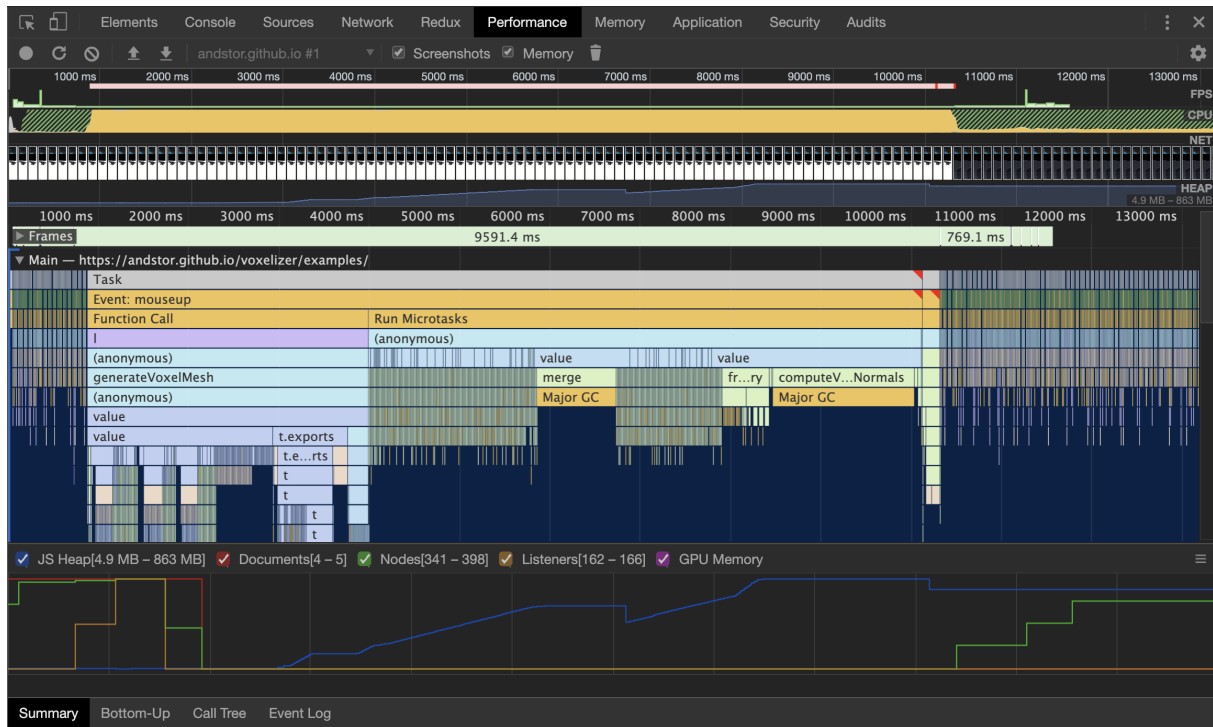 Elements Console Sources Network Redux Performance Memory Application Security Audits
andstor.github.io #1 Screenshots Memory
1000 ms 2000 ms 3000 ms 4000 ms 5000 ms 6000 ms 7000 ms 8000 ms 9000 ms 10000 ms 11000 ms 12000 ms 13000 ms
FPS
CPU
NET
HEAP
4.9 MB – 863 MB
1000 ms 2000 ms 3000 ms 4000 ms 5000 ms 6000 ms 7000 ms 8000 ms 9000 ms 10000 ms 11000 ms 12000 ms 13000 ms
Frames 9591.4 ms 769.1 ms
Main — https://andstor.github.io/voxelizer/examples/
Task
Event: mouseup
Function Call Run Microtasks
l (anonymous)
(anonymous) value value
generateVoxelMesh merge fr...ry computeV...Normals
(anonymous) Major GC Major GC
value
value t.exports
t.e...rts
t
t
t
t
JS Heap[4.9 MB – 863 MB] Documents[4 – 5] Nodes[341 – 398] Listeners[162 – 166] GPU Memory
Summary Bottom-Up Call Tree Event Log